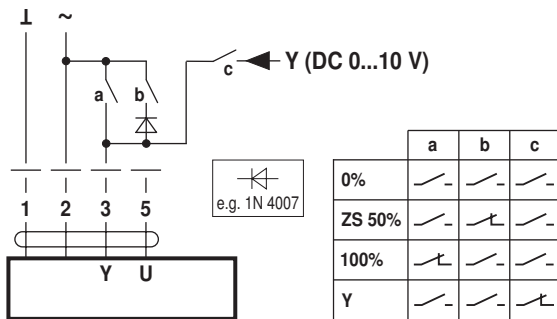 ⊥ ~
a b c Y (DC 0...10 V)
e.g. 1N 4007
1 2 3 5
Y U
a b c
0%
ZS 50%
100%
Y